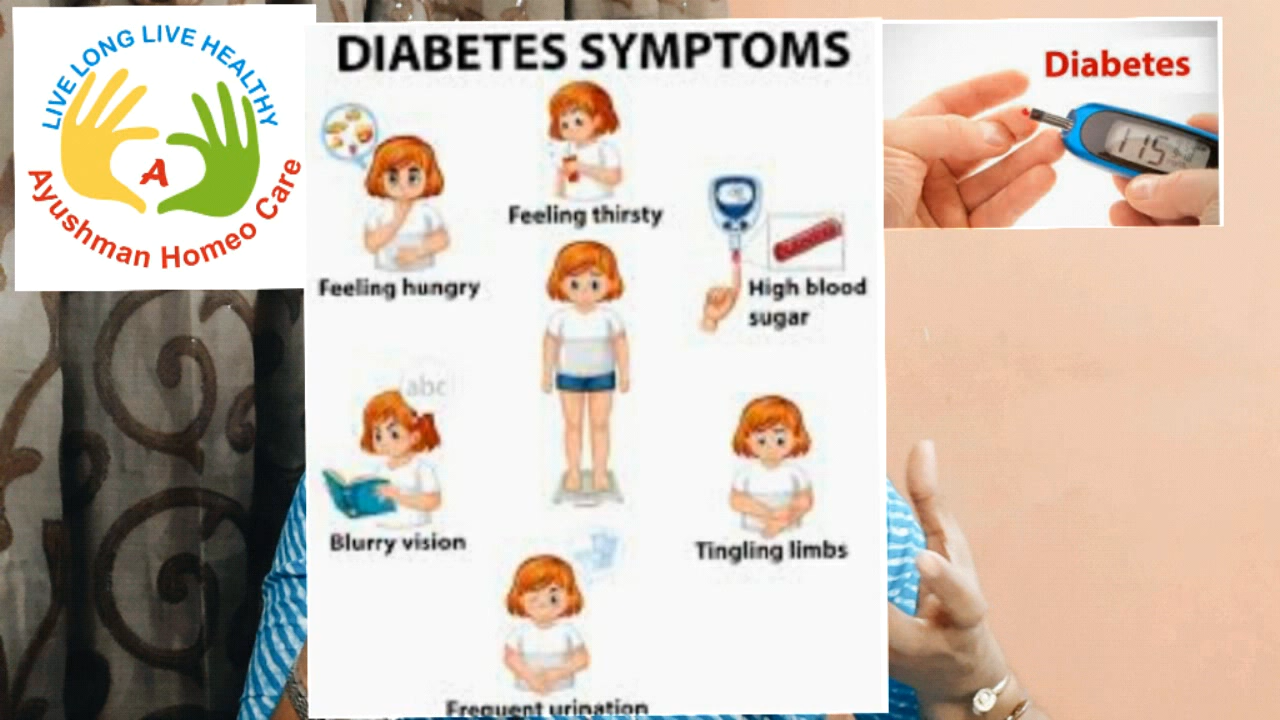 LIVE LONG LIVE HEALTHY
A
Ayushman Homeo Care
DIABETES SYMPTOMS
Feeling thirsty
Feeling hungry
High blood
sugar
abc
Blurry vision
Tingling limbs
Frequent urination
Diabetes
115